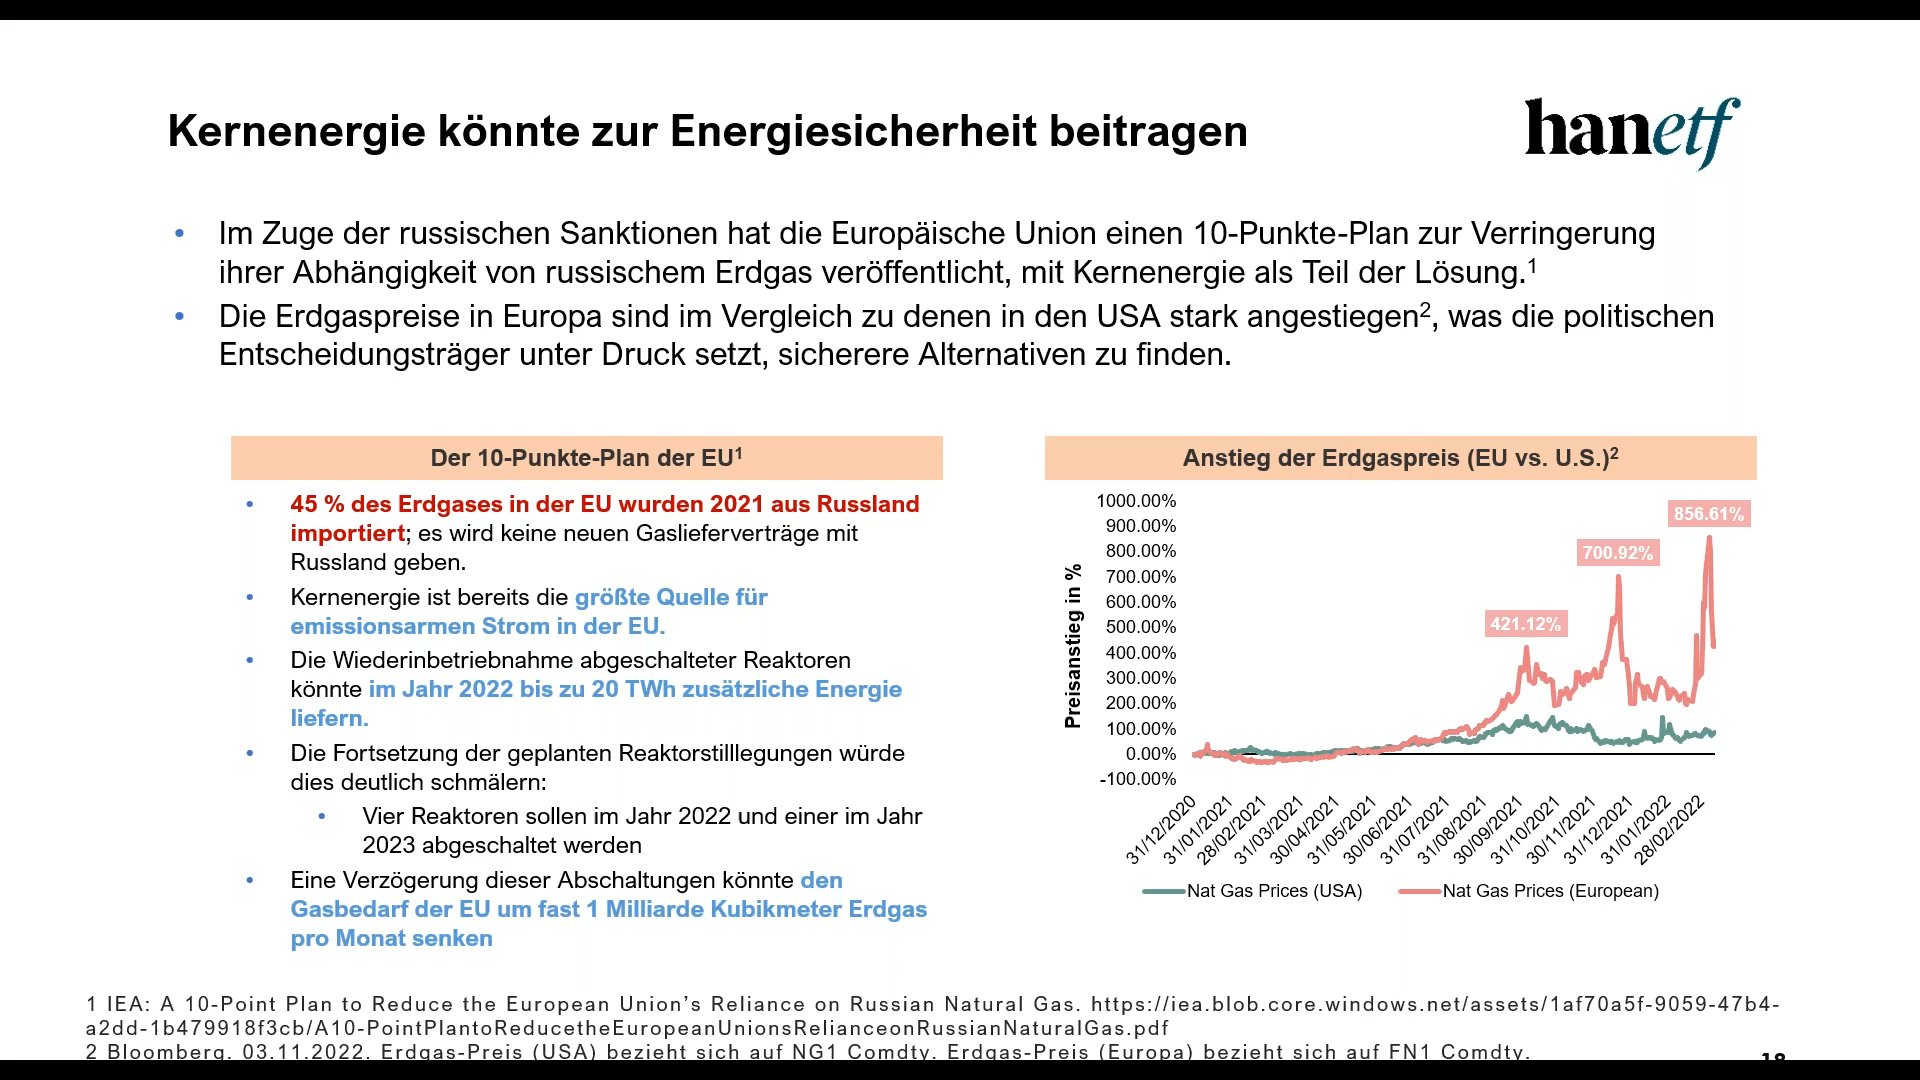 Kernenergie könnte zur Energiesicherheit beitragen
hanetf
• Im Zuge der russischen Sanktionen hat die Europäische Union einen 10-Punkte-Plan zur Verringerung
ihrer Abhängigkeit von russischem Erdgas veröffentlicht, mit Kernenergie als Teil der Lösung.¹
• Die Erdgaspreise in Europa sind im Vergleich zu denen in den USA stark angestiegen², was die politischen
Entscheidungsträger unter Druck setzt, sicherere Alternativen zu finden.
Der 10-Punkte-Plan der EU¹
• 45 % des Erdgases in der EU wurden 2021 aus Russland
importiert; es wird keine neuen Gaslieferverträge mit
Russland geben.
• Kernenergie ist bereits die größte Quelle für
emissionsarmen Strom in der EU.
• Die Wiederinbetriebnahme abgeschalteter Reaktoren
könnte im Jahr 2022 bis zu 20 TWh zusätzliche Energie
liefern.
• Die Fortsetzung der geplanten Reaktorstilllegungen würde
dies deutlich schmälern:
• Vier Reaktoren sollen im Jahr 2022 und einer im Jahr
2023 abgeschaltet werden
• Eine Verzögerung dieser Abschaltungen könnte den
Gasbedarf der EU um fast 1 Milliarde Kubikmeter Erdgas
pro Monat senken
Anstieg der Erdgaspreis (EU vs. U.S.)²
Preisanstieg in %
1000.00%
900.00%
800.00%
700.00%
600.00%
500.00%
400.00%
300.00%
200.00%
100.00%
0.00%
-100.00%
421.12%
700.92%
856.61%
31/12/2020
31/01/2021
28/02/2021
31/03/2021
30/04/2021
31/05/2021
30/06/2021
31/07/2021
31/08/2021
30/09/2021
31/10/2021
30/11/2021
31/12/2021
31/01/2022
28/02/2022
Nat Gas Prices (USA)
Nat Gas Prices (European)
1 IEA: A 10-Point Plan to Reduce the European Union’s Reliance on Russian Natural Gas. https://iea.blob.core.windows.net/assets/1af70a5f-9059-47b4-
a2dd-1b479918f3cb/A10-PointPlantoReducetheEuropeanUnionsRelianceonRussianNaturalGas.pdf
2 Bloomberg. 03.11.2022. Erdgas-Preis (USA) bezieht sich auf NG1 Comdty. Erdgas-Preis (Europa) bezieht sich auf FN1 Comdty.
18